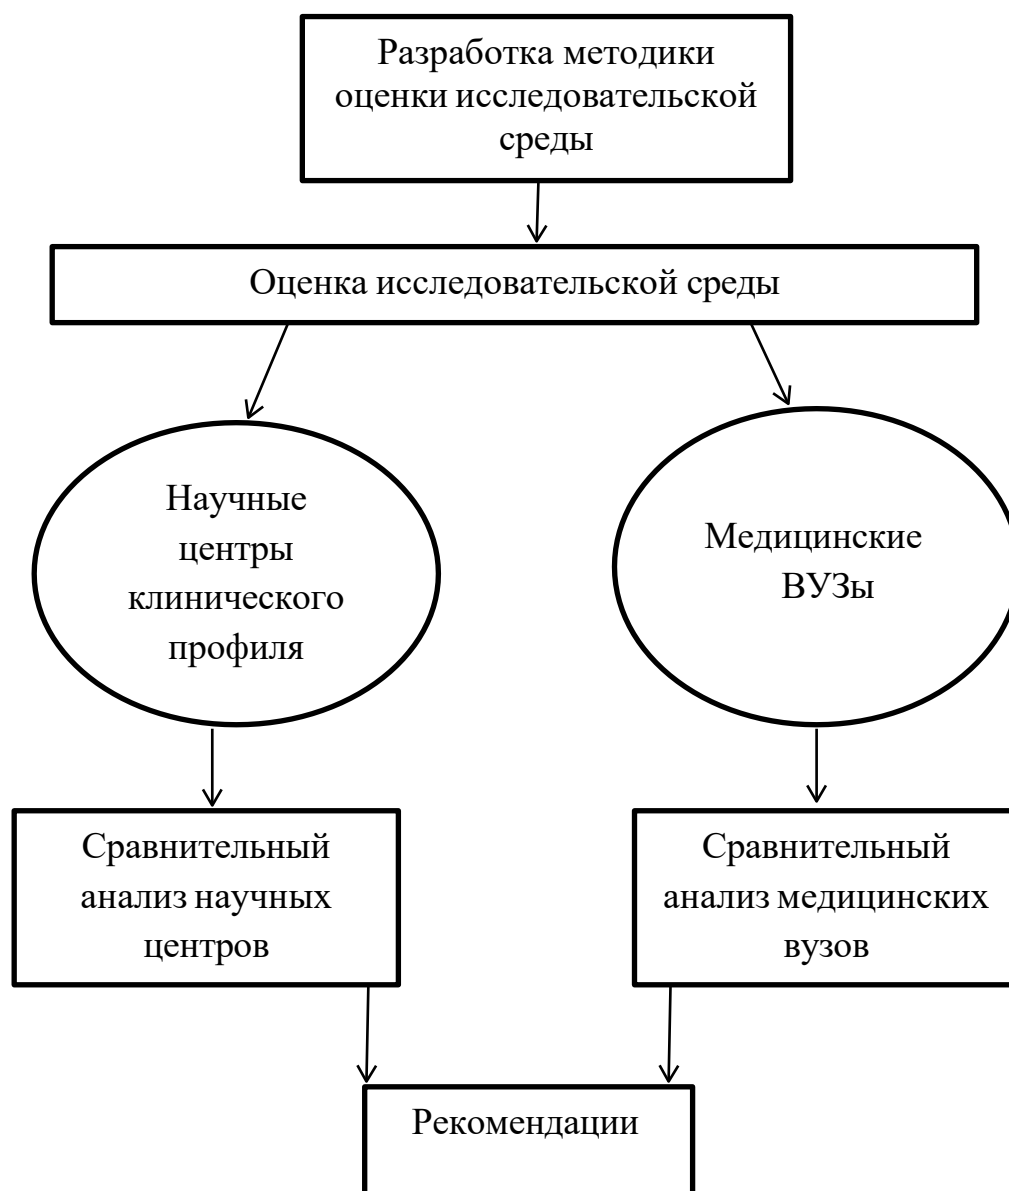 Разработка методики
оценки исследовательской
среды
Оценка исследовательской среды
Научные
центры
клинического
профиля
Медицинские
ВУЗы
Сравнительный
анализ научных
центров
Сравнительный
анализ медицинских
вузов
Рекомендации